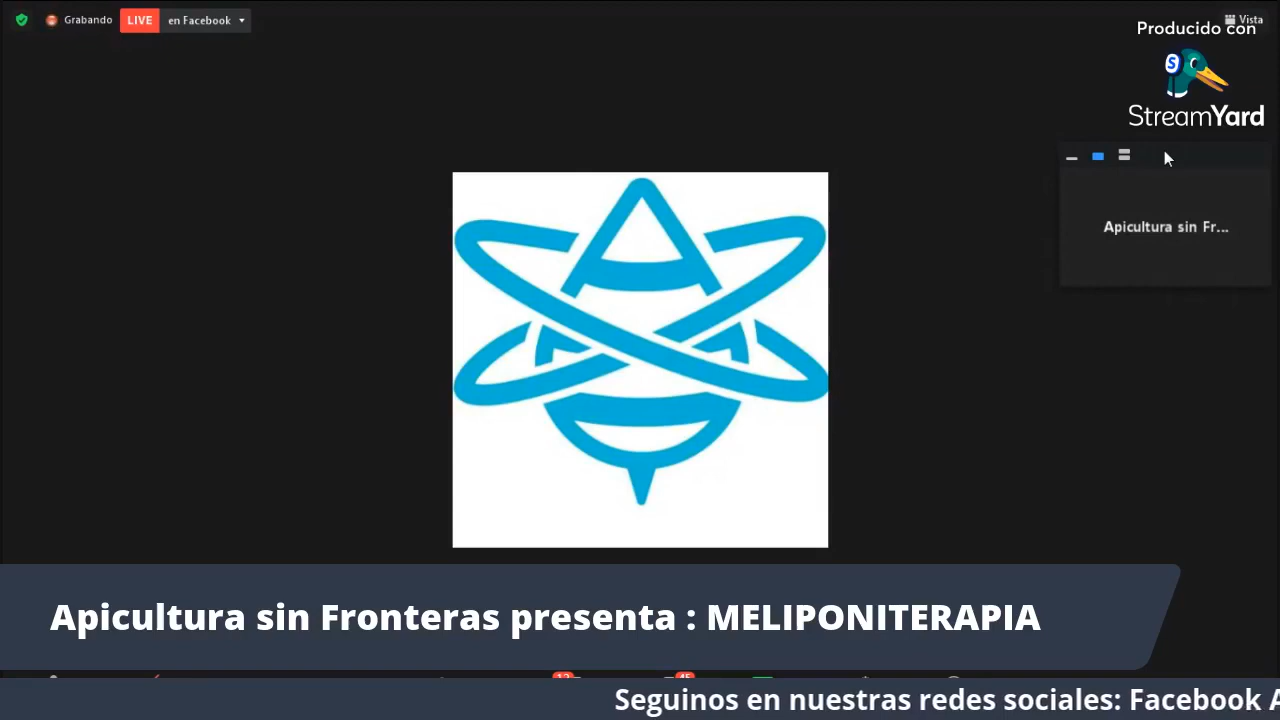 Grabando
LIVE
en Facebook
Vista
Producido con
S
StreamYard
Apicultura sin Fr...
Apicultura sin Fronteras presenta : MELIPONITERAPIA
Seguinos en nuestras redes sociales: Facebook A